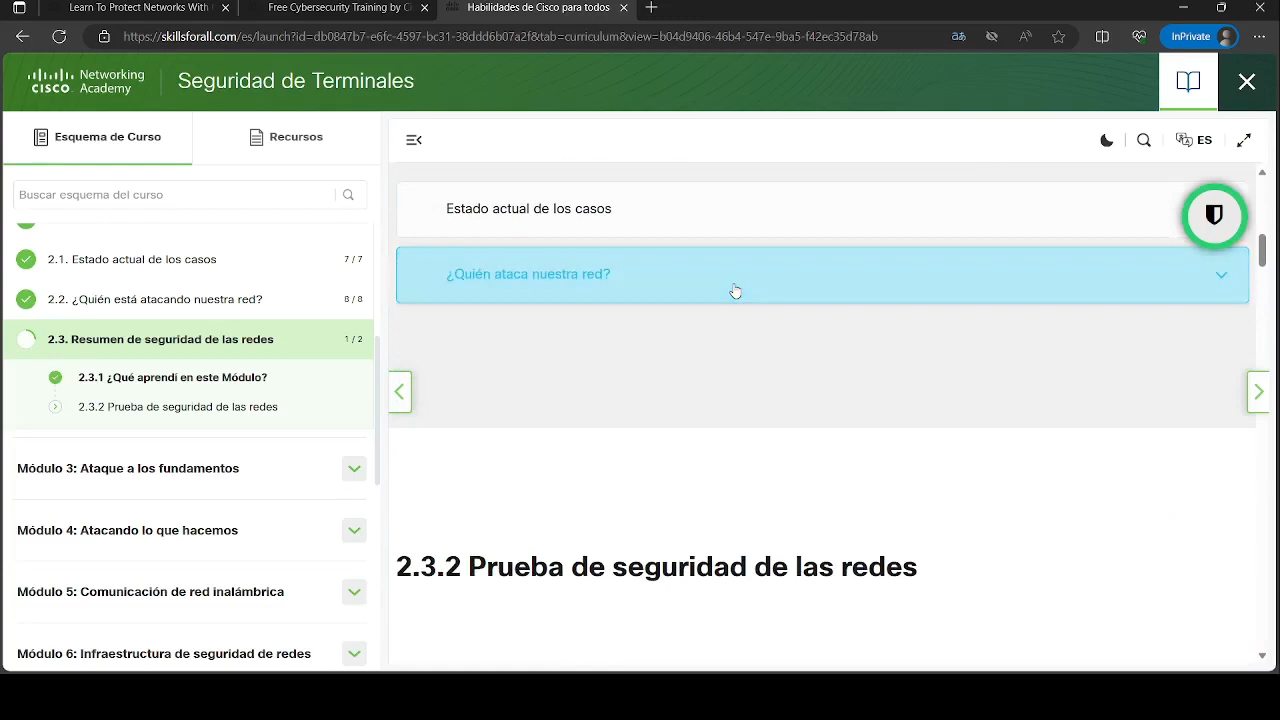 Learn To Protect Networks With
Free Cybersecurity Training by
Habilidades de Cisco para todos
https://skillsforall.com/es/launch?id=db0847b7-e6fc-4597-bc31-38ddd6b07a2f&tab=curriculum&view=b04d9406-46b4-547e-9ba5-f42ec35d78ab
InPrivate
CISCO
Networking
Academy
Seguridad de Terminales
Esquema de Curso
Recursos
ES
Buscar esquema del curso
2.1. Estado actual de los casos 7 / 7
2.2. ¿Quién está atacando nuestra red? 8 / 8
2.3. Resumen de seguridad de las redes 1 / 2
2.3.1 ¿Qué aprendí en este Módulo?
2.3.2 Prueba de seguridad de las redes
Módulo 3: Ataque a los fundamentos
Módulo 4: Atacando lo que hacemos
Módulo 5: Comunicación de red inalámbrica
Módulo 6: Infraestructura de seguridad de redes
Estado actual de los casos
¿Quién ataca nuestra red?
2.3.2 Prueba de seguridad de las redes